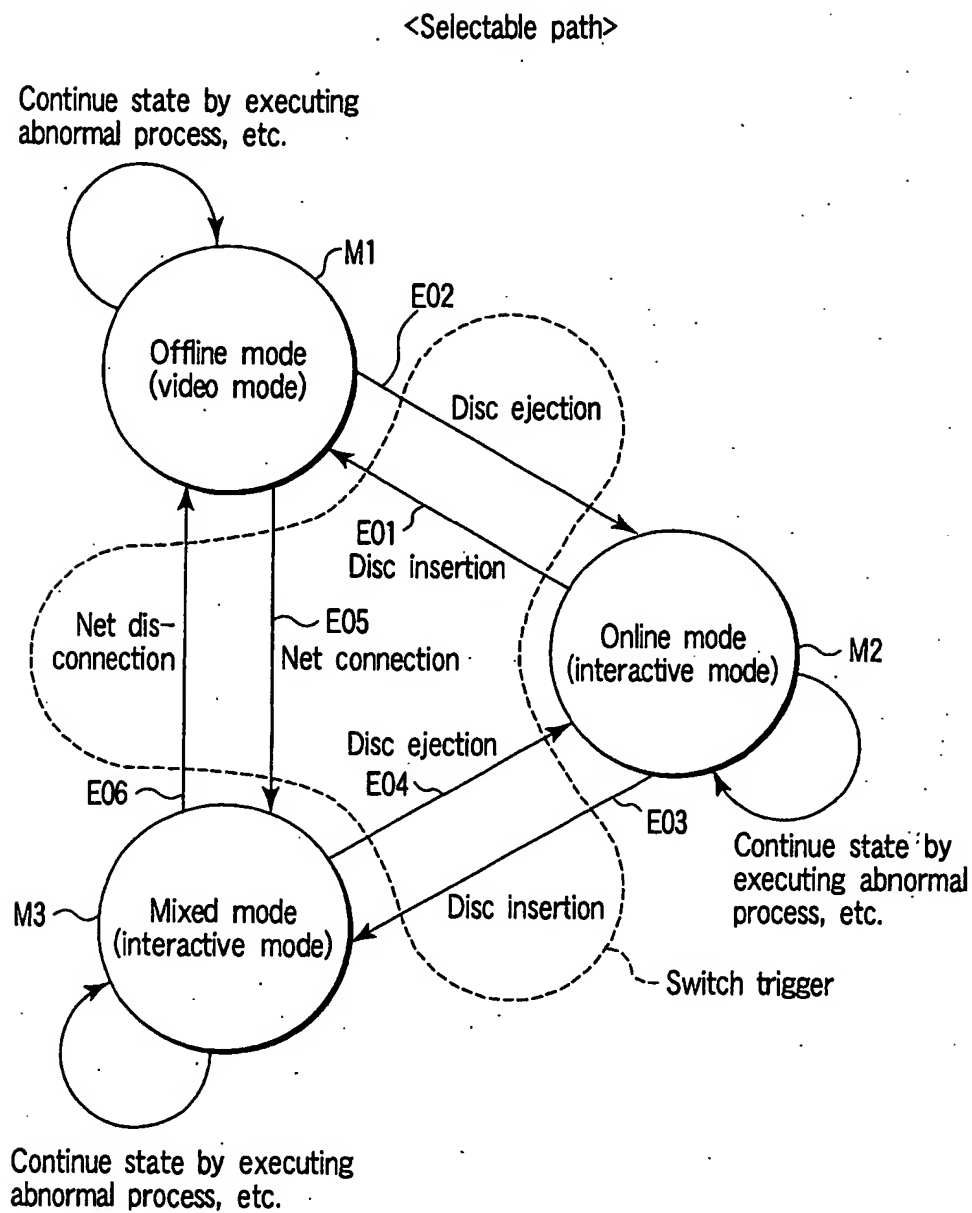 <Selectable path>
Continue state by executing
abnormal process, etc.
M1
E02
Offline mode
(video mode)
Disc ejection
E01
Disc insertion
Net dis-
connection
E05
Net connection
Online mode
(interactive mode)
M2
Disc ejection
E04
E06
E03
Continue state by
executing abnormal
process, etc.
M3
Mixed mode
(interactive mode)
Disc insertion
Switch trigger
Continue state by executing
abnormal process, etc.